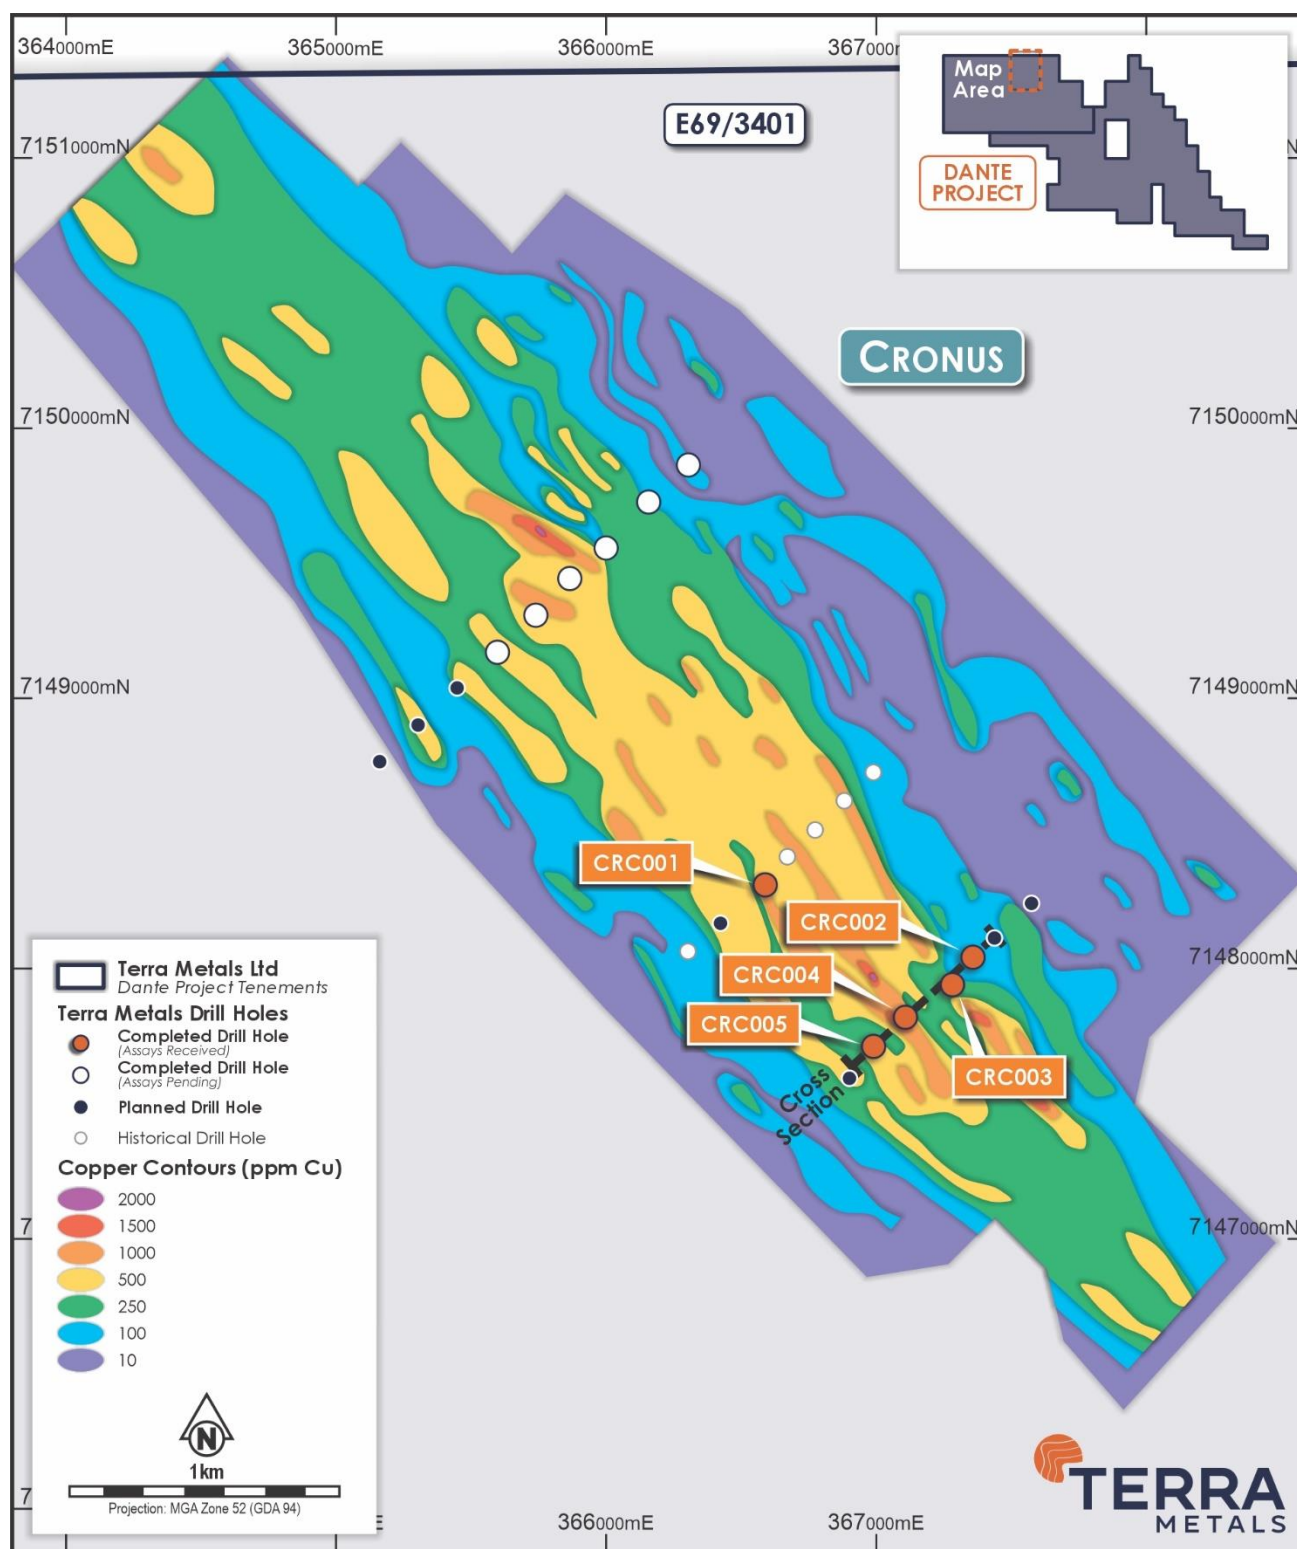 364000mE
365000mE
366000mE
367000
Map
Area
DANTE
PROJECT
E69/3401
7151000mN
N
CRONUS
7150000mN
7150000mN
7149000mN
7149000mN
CRC001
CRC002
CRC004
CRC005
CRC003
Cross
Section
7148000mN
7147000mN
7
7
N
Terra Metals Ltd
Dante Project Tenements
Terra Metals Drill Holes
Completed Drill Hole
(Assays Received)
Completed Drill Hole
(Assays Pending)
Planned Drill Hole
Historical Drill Hole
Copper Contours (ppm Cu)
2000
1500
1000
500
250
100
10
N
1km
Projection: MGA Zone 52 (GDA 94)
E
366000mE
367000mE
TERRA
METALS